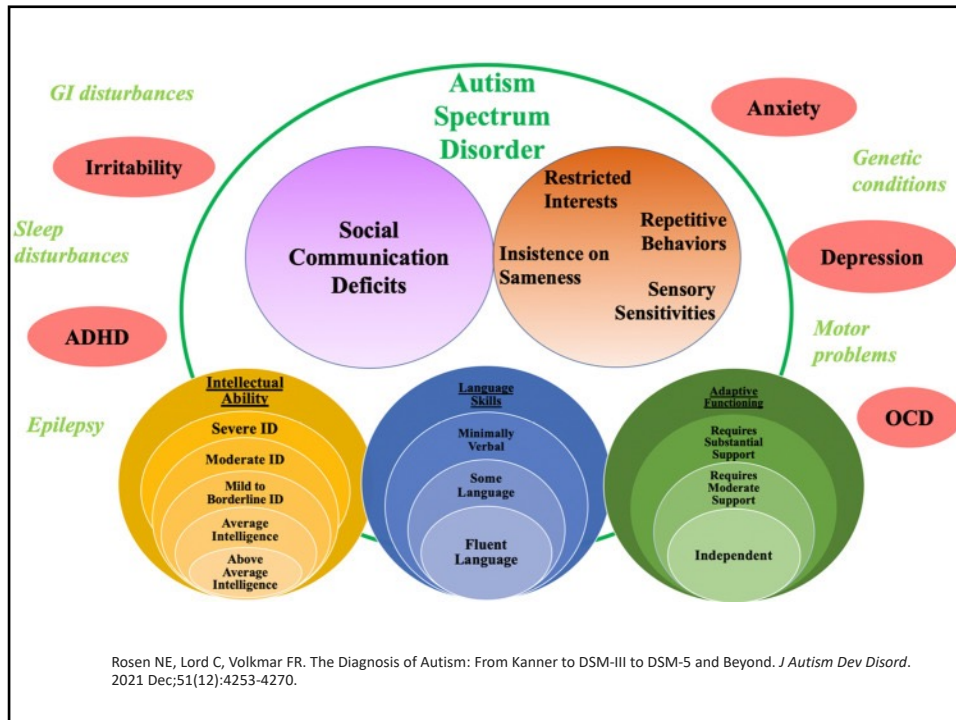 Autism
Spectrum
Disorder
GI disturbances
Irritability
Sleep
disturbances
ADHD
Epilepsy
Anxiety
Genetic
conditions
Depression
Motor
problems
OCD
Social
Communication
Deficits
Restricted
Interests
Repetitive
Behaviors
Insistence on
Sameness
Sensory
Sensitivities
Intellectual
Ability
Severe ID
Moderate ID
Mild to
Borderline ID
Average
Intelligence
Above
Average
Intelligence
Language
Skills
Minimally
Verbal
Some
Language
Fluent
Language
Adaptive
Functioning
Requires
Substantial
Support
Requires
Moderate
Support
Independent
Rosen NE, Lord C, Volkmar FR. The Diagnosis of Autism: From Kanner to DSM-III to DSM-5 and Beyond. J Autism Dev Disord.
2021 Dec;51(12):4253-4270.